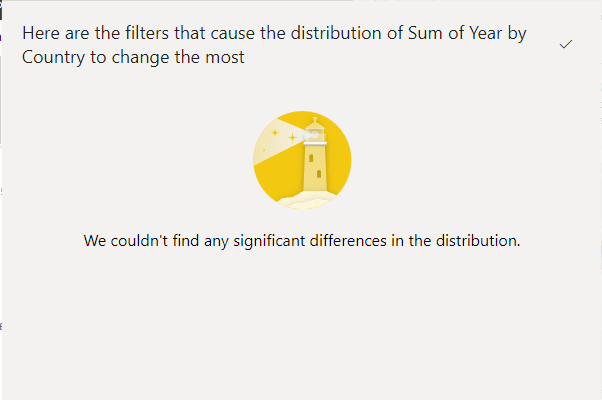 Here are the filters that cause the distribution of Sum of Year by
Country to change the most
We couldn't find any significant differences in the distribution.